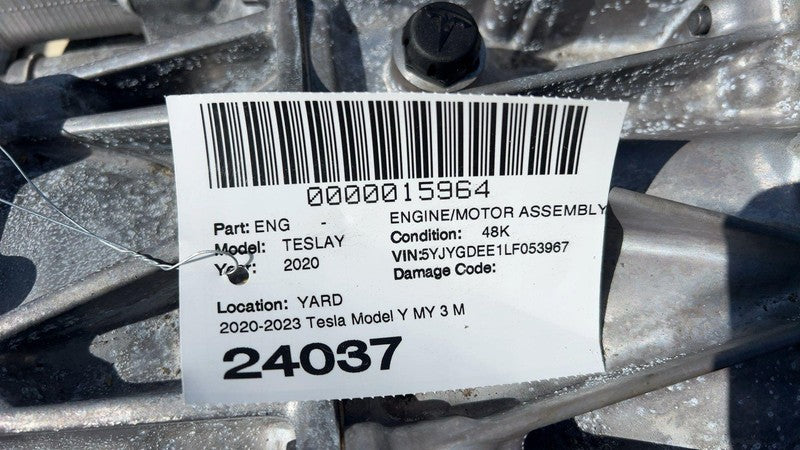 0000015964
Part: ENG - ENGINE/MOTOR ASSEMBLY
Model: TESLAY Condition: 48K
Year: 2020 VIN:5YJYGDEE1LF053967
Damage Code:
Location: YARD
2020-2023 Tesla Model Y MY 3 M
24037